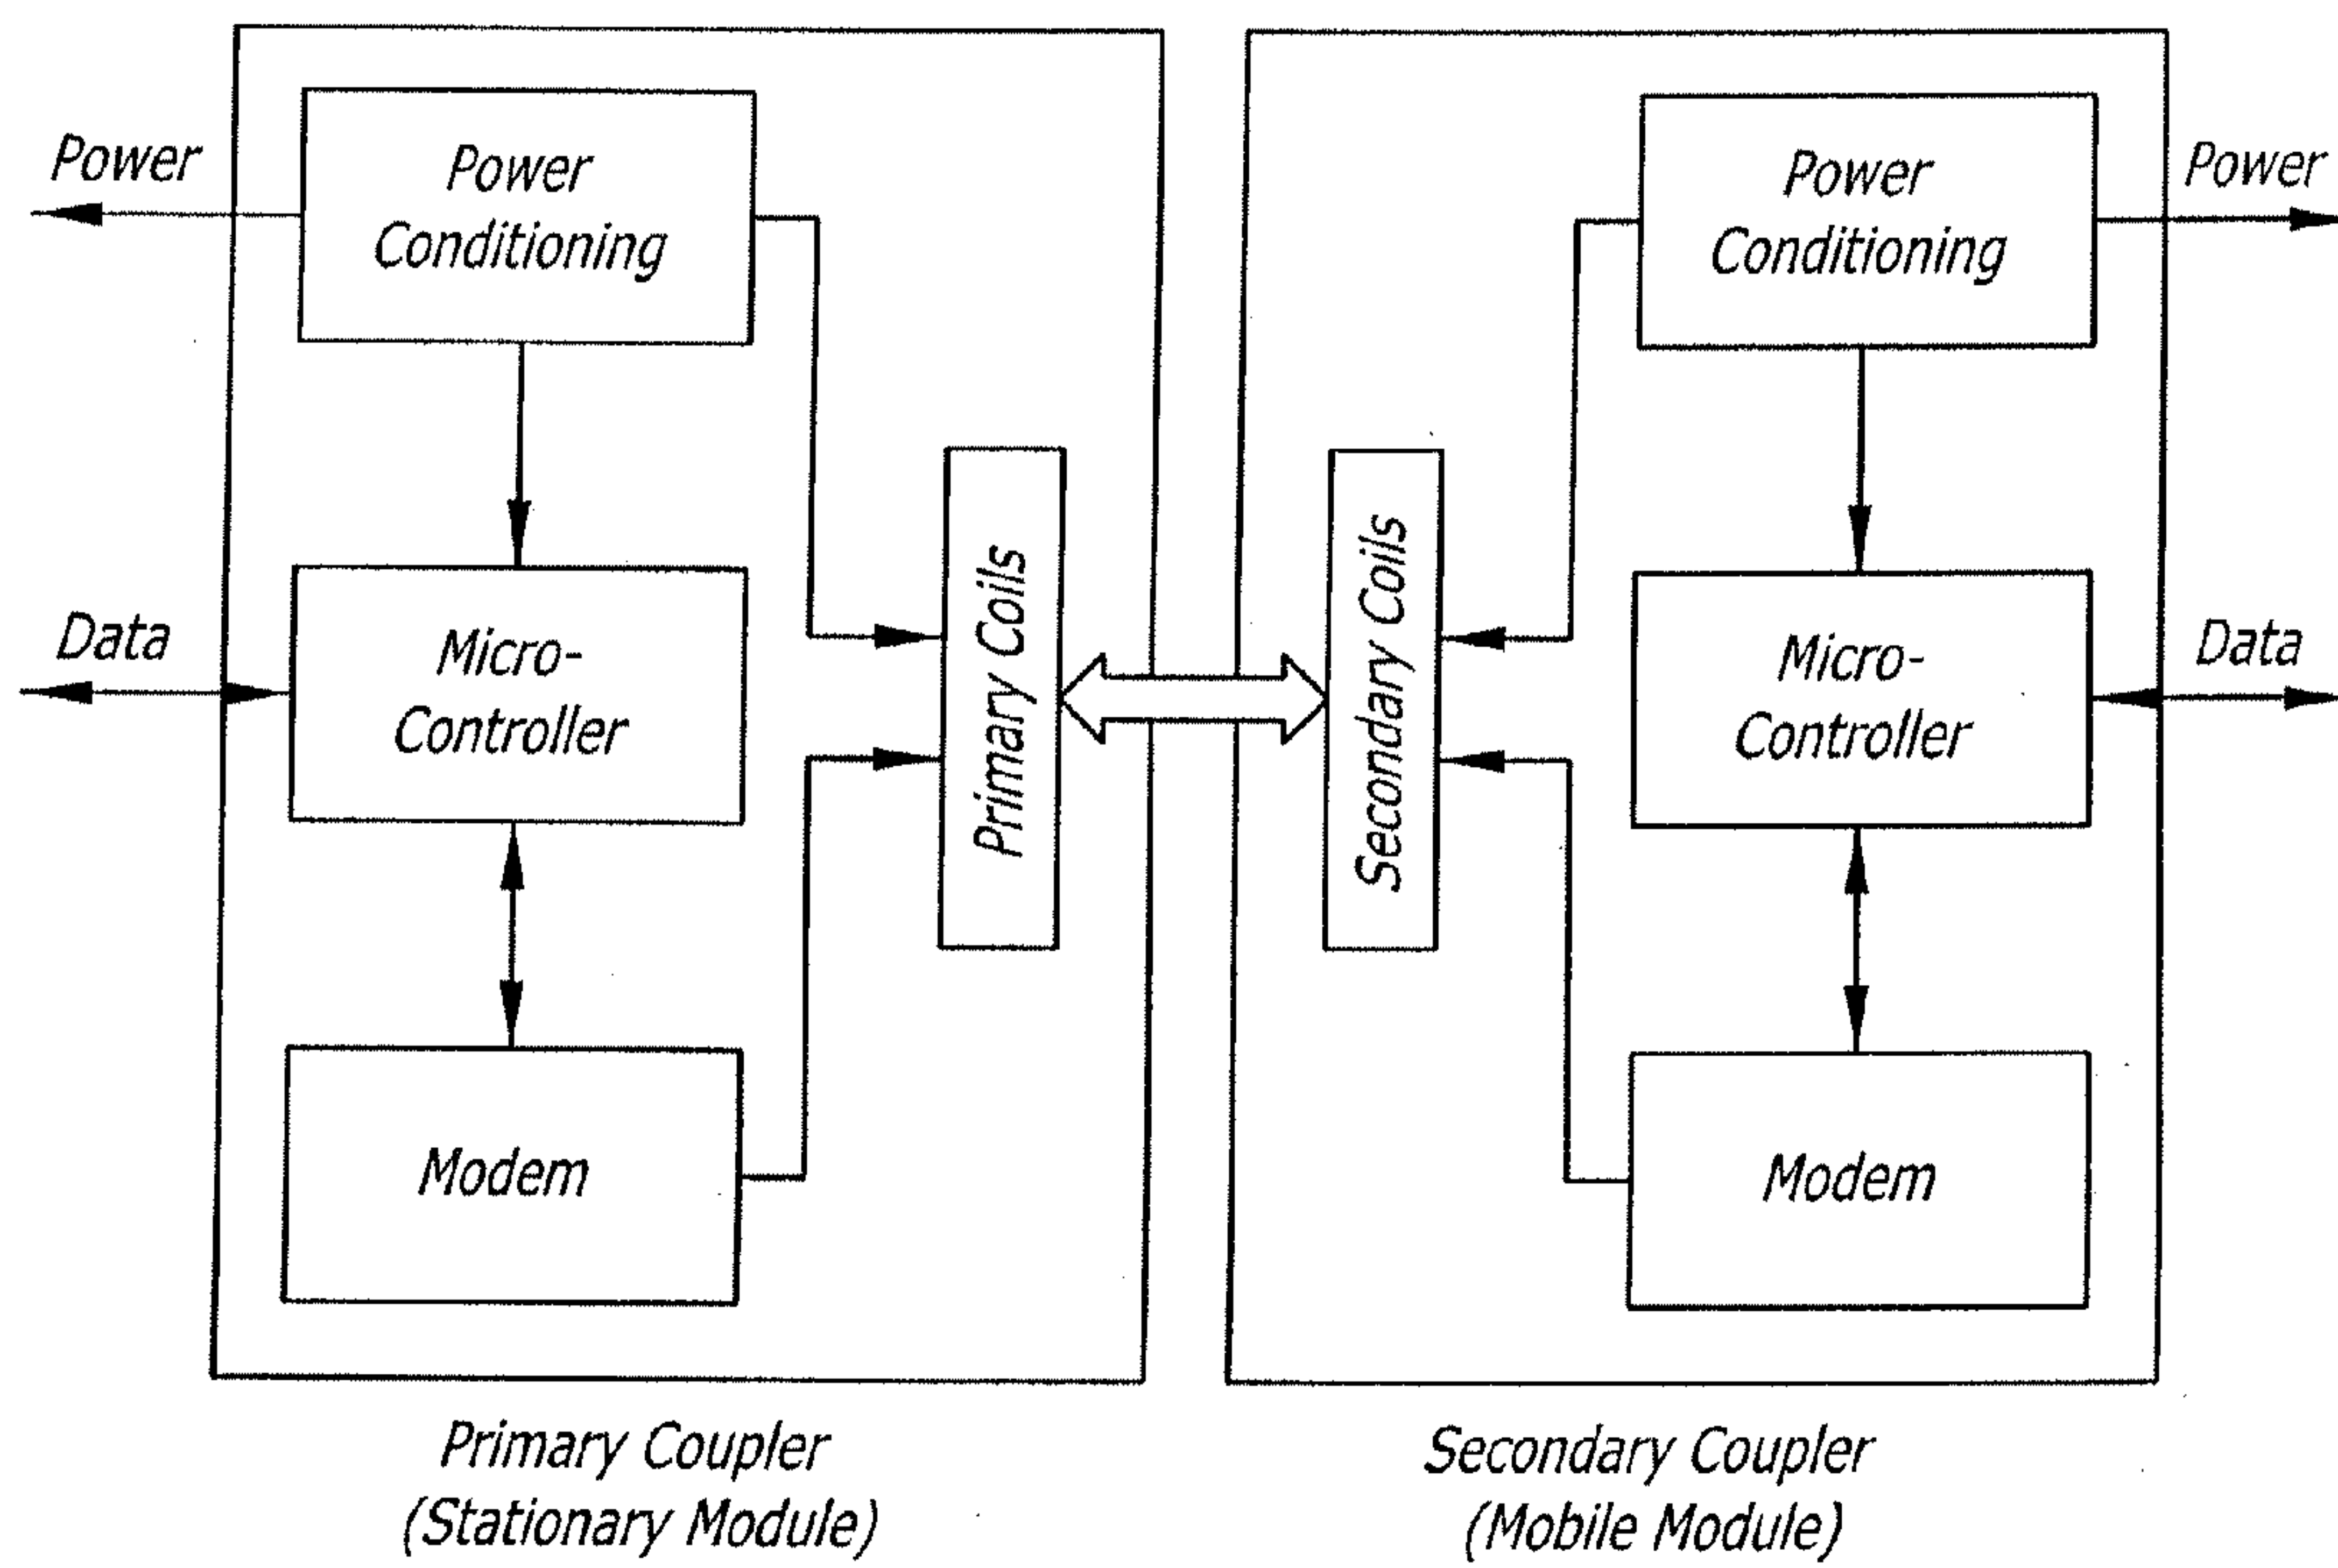 Power
Power
Conditioning
Data
Micro-
Controller
Modem
Primary Coils
Primary Coupler
(Stationary Module)
Power
Conditioning
Power
Secondary Coils
Micro-
Controller
Data
Modem
Secondary Coupler
(Mobile Module)